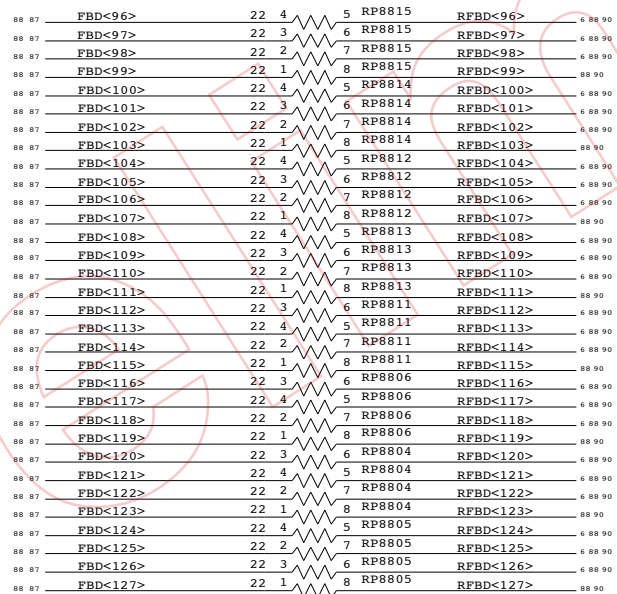 88 87 FBD<96> 22 4 5 RP8815 RFBD<96> 6 88 90
88 87 FBD<97> 22 3 6 RP8815 RFBD<97> 6 88 90
88 87 FBD<98> 22 2 7 RP8815 RFBD<98> 6 88 90
88 87 FBD<99> 22 1 8 RP8815 RFBD<99> 88 90
88 87 FBD<100> 22 4 5 RP8814 RFBD<100> 6 88 90
88 87 FBD<101> 22 3 6 RP8814 RFBD<101> 6 88 90
88 87 FBD<102> 22 2 7 RP8814 RFBD<102> 6 88 90
88 87 FBD<103> 22 1 8 RP8814 RFBD<103> 88 90
88 87 FBD<104> 22 4 5 RP8812 RFBD<104> 6 88 90
88 87 FBD<105> 22 3 6 RP8812 RFBD<105> 6 88 90
88 87 FBD<106> 22 2 7 RP8812 RFBD<106> 6 88 90
88 87 FBD<107> 22 1 8 RP8812 RFBD<107> 88 90
88 87 FBD<108> 22 4 5 RP8813 RFBD<108> 6 88 90
88 87 FBD<109> 22 3 6 RP8813 RFBD<109> 6 88 90
88 87 FBD<110> 22 2 7 RP8813 RFBD<110> 6 88 90
88 87 FBD<111> 22 1 8 RP8813 RFBD<111> 88 90
88 87 FBD<112> 22 3 6 RP8811 RFBD<112> 6 88 90
88 87 FBD<113> 22 4 5 RP8811 RFBD<113> 6 88 90
88 87 FBD<114> 22 2 7 RP8811 RFBD<114> 6 88 90
88 87 FBD<115> 22 1 8 RP8811 RFBD<115> 88 90
88 87 FBD<116> 22 3 6 RP8806 RFBD<116> 6 88 90
88 87 FBD<117> 22 4 5 RP8806 RFBD<117> 6 88 90
88 87 FBD<118> 22 2 7 RP8806 RFBD<118> 6 88 90
88 87 FBD<119> 22 1 8 RP8806 RFBD<119> 88 90
88 87 FBD<120> 22 3 6 RP8804 RFBD<120> 6 88 90
88 87 FBD<121> 22 4 5 RP8804 RFBD<121> 6 88 90
88 87 FBD<122> 22 2 7 RP8804 RFBD<122> 6 88 90
88 87 FBD<123> 22 1 8 RP8804 RFBD<123> 88 90
88 87 FBD<124> 22 4 5 RP8805 RFBD<124> 6 88 90
88 87 FBD<125> 22 2 7 RP8805 RFBD<125> 6 88 90
88 87 FBD<126> 22 3 6 RP8805 RFBD<126> 6 88 90
88 87 FBD<127> 22 1 8 RP8805 RFBD<127> 88 90